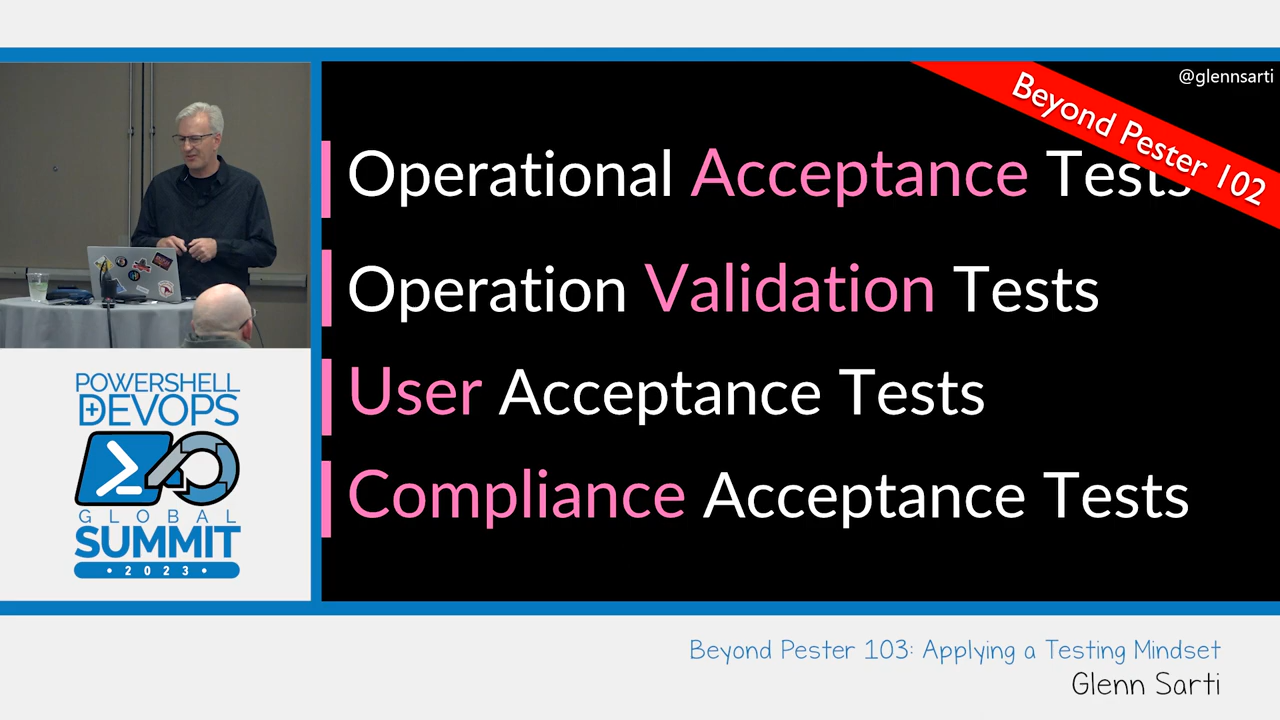 @glennsarti
Beyond Pester 102
Operational Acceptance Tests
Operation Validation Tests
User Acceptance Tests
Compliance Acceptance Tests
POWERSHELL
DEVOPS
GLOBAL
SUMMIT
• 2023 •
Beyond Pester 103: Applying a Testing Mindset
Glenn Sarti